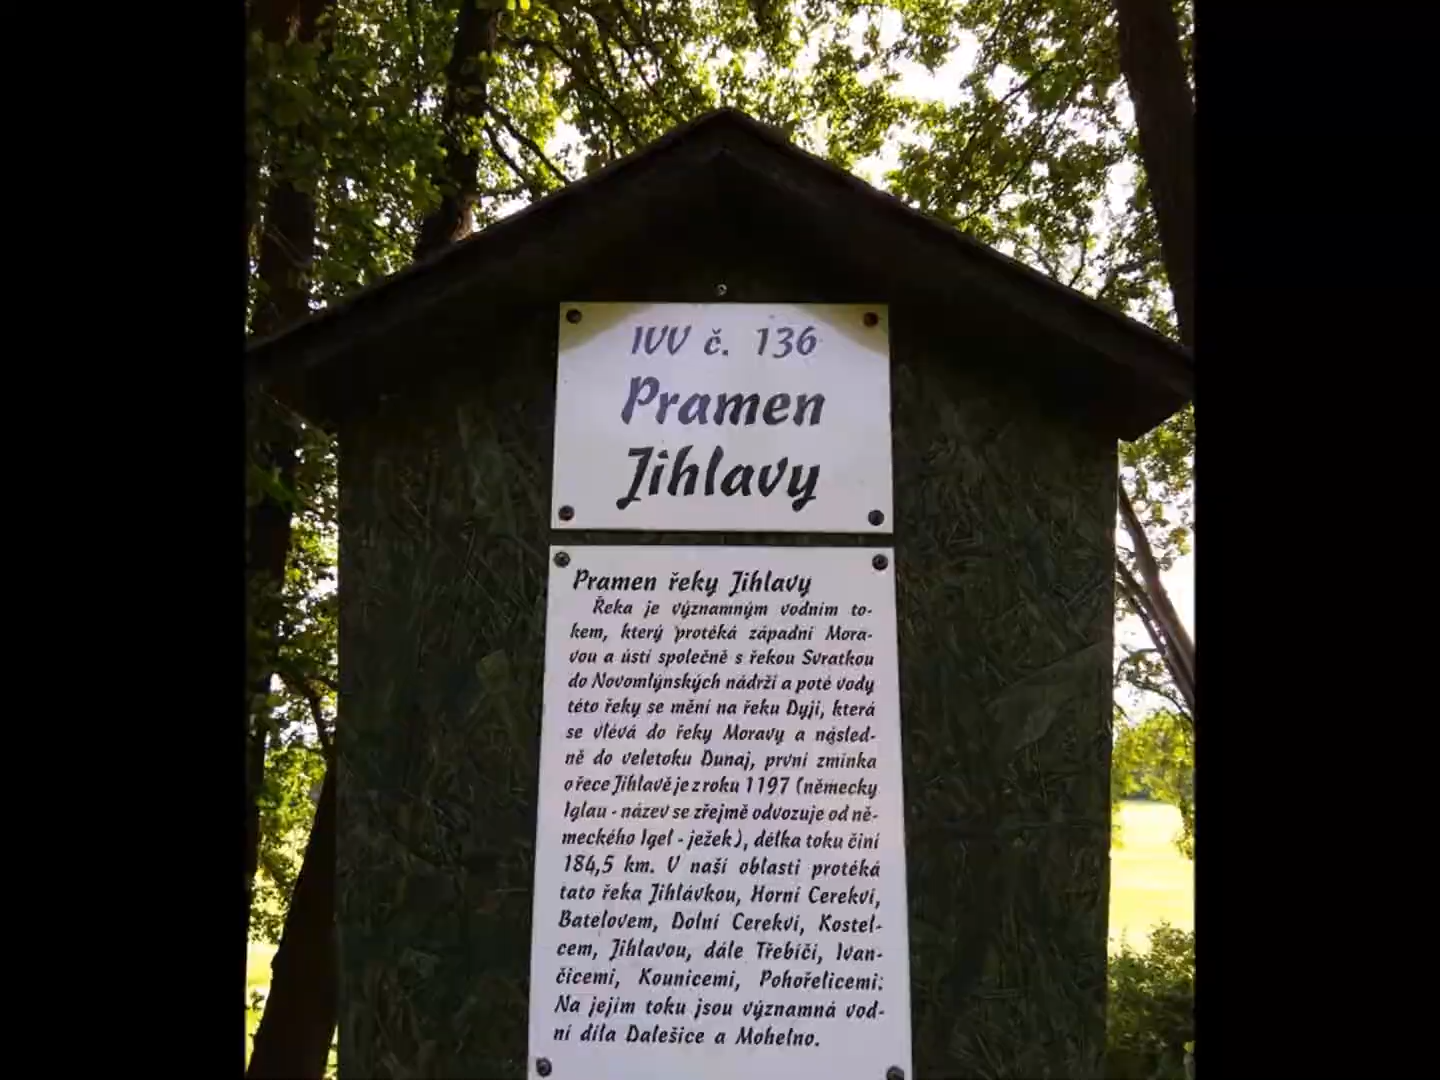 IVV č. 136
Pramen
Jihlavy
Pramen řeky Jihlavy
Řeka je významným vodním to-
kem, který protéká západní Mora-
vou a ústí společně s řekou Svratkou
do Novomlýnských nádrží a poté vody
této řeky se mění na řeku Dyji, která
se vlévá do řeky Moravy a násled-
ně do veletoku Dunaj, první zmínka
o řece Jihlavě je z roku 1197 (německy
Iglau - název se zřejmě odvozuje od ně-
meckého Igel - ježek), délka toku činí
184,5 km. V naší oblasti protéká
tato řeka Jihlávkou, Horní Cerekví,
Batelovem, Dolní Cerekví, Kostel-
cem, Jihlavou, dále Třebíčí, Ivan-
čicemi, Kounicemi, Pohořelicemi.
Na jejím toku jsou významná vod-
ní díla Dalešice a Mohelno.